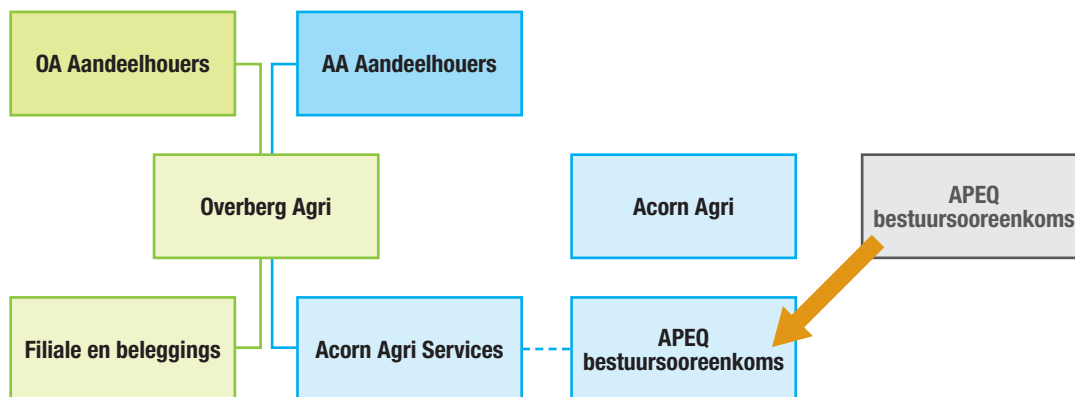 OA Aandeelhouers
AA Aandeelhouers
Overberg Agri
Acorn Agri
APEQ
bestuursooreenkoms
Filiale en beleggings
Acorn Agri Services
APEQ
bestuursooreenkoms